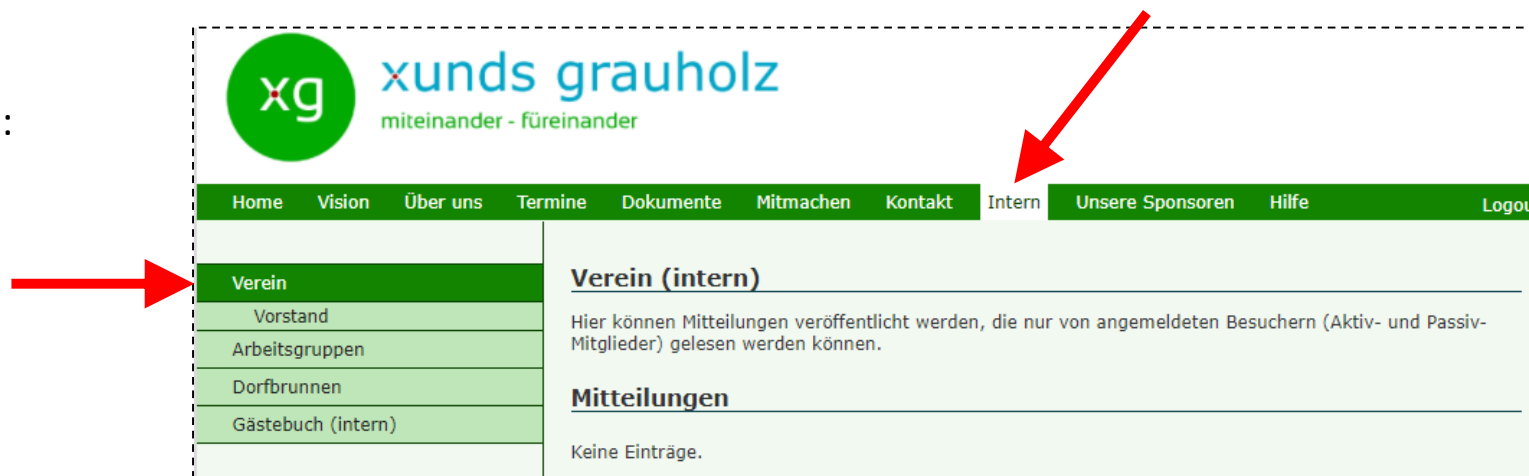 :
xg
xunds grauholz
miteinander - füreinander
Home Vision Über uns Termine Dokumente Mitmachen Kontakt Intern Unsere Sponsoren Hilfe Logou
Verein
Vorstand
Arbeitsgruppen
Dorfbrunnen
Gästebuch (intern)
Verein (intern)
Hier können Mitteilungen veröffentlicht werden, die nur von angemeldeten Besuchern (Aktiv- und Passiv-
Mitglieder) gelesen werden können.
Mitteilungen
Keine Einträge.